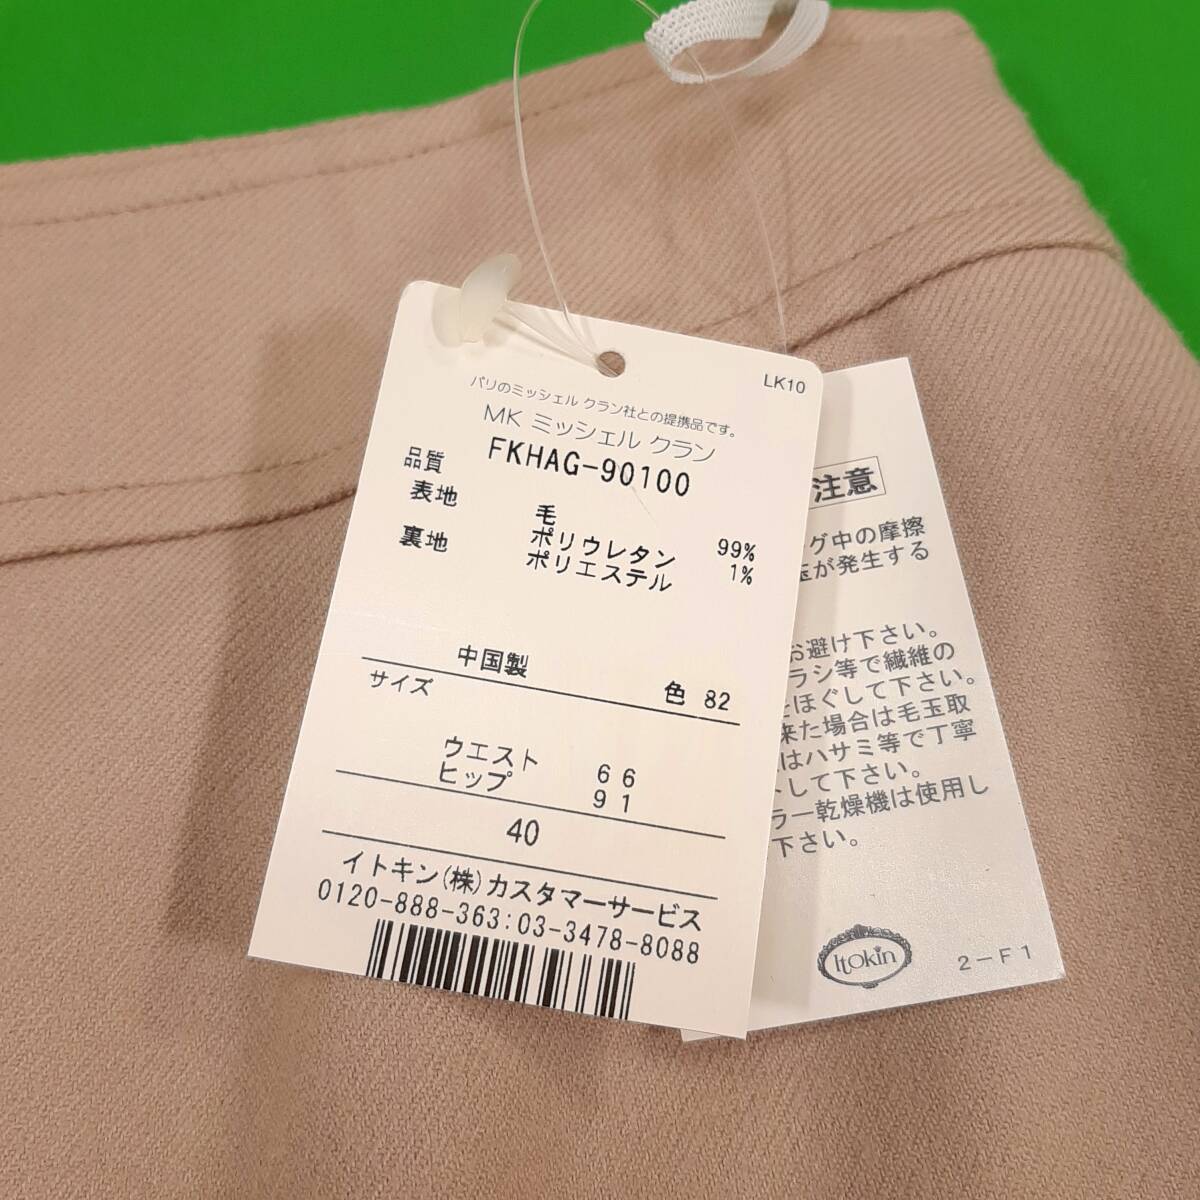 LK10
パリのミッシェル クラン社との提携品です。
MK ミッシェル クラン
FKHAG-90100
品質
表地 毛 99%
ポリウレタン 1%
裏地 ポリエステル
中国製 色 82
サイズ
ウエスト 66
ヒップ 91
40
イトキン(株)カスタマーサービス
0120-888-363:03-3478-8088
注意
グ中の摩擦
玉が発生する
お避け下さい。
ラシ等で繊維の
をほぐして下さい。
来た場合は毛玉取
はハサミ等で丁寧
して下さい。
ラー乾燥機は使用し
下さい。
Itokin
2-F1